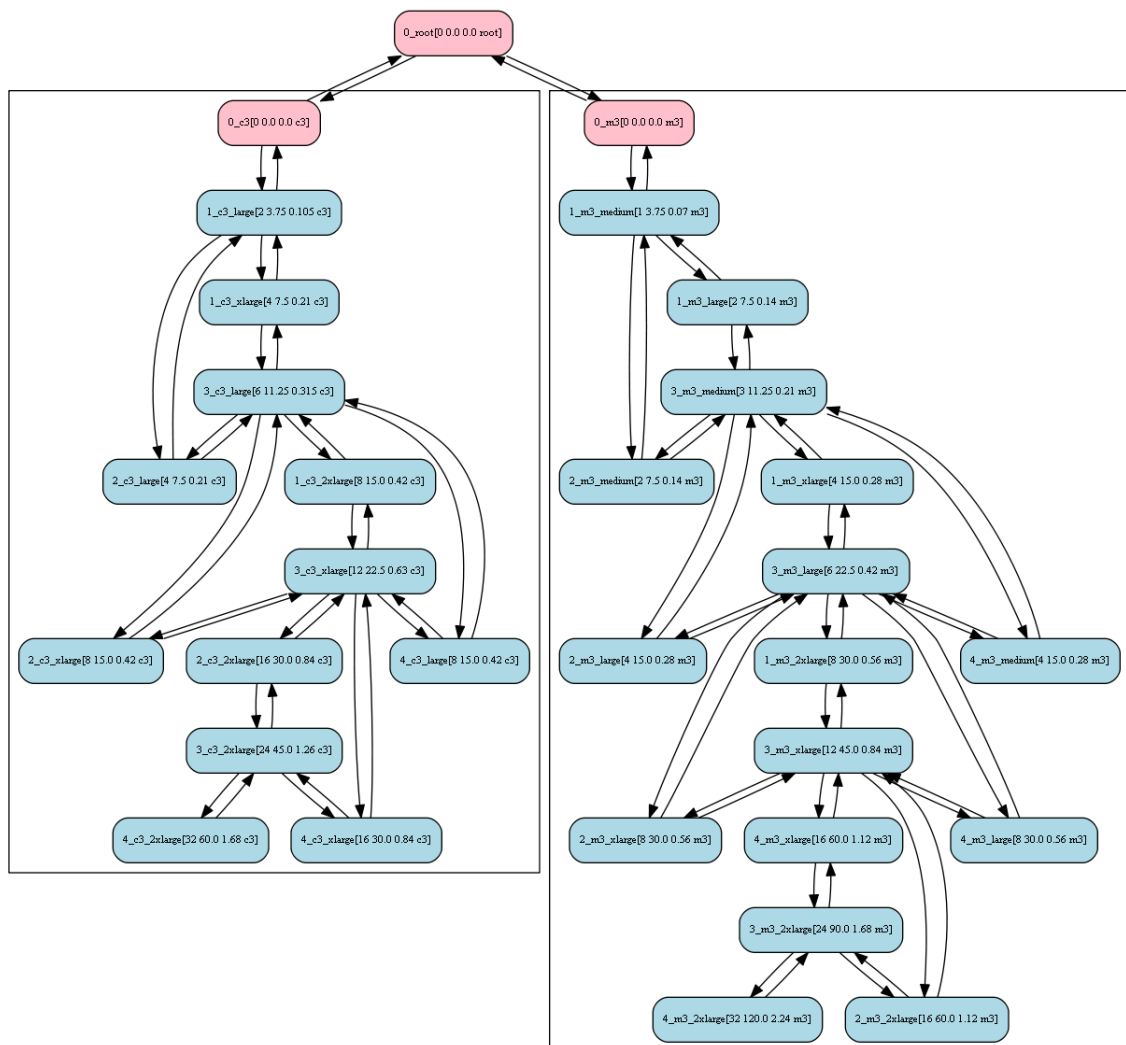 0_root[0 0.0 0.0 root]
0_c3[0 0.0 0.0 c3]
0_m3[0 0.0 0.0 m3]
1_c3_large[2 3.75 0.105 c3]
1_m3_medium[1 3.75 0.07 m3]
1_c3_xlarge[4 7.5 0.21 c3]
1_m3_large[2 7.5 0.14 m3]
3_c3_large[6 11.25 0.315 c3]
3_m3_medium[3 11.25 0.21 m3]
2_c3_large[4 7.5 0.21 c3]
1_c3_2xlarge[8 15.0 0.42 c3]
2_m3_medium[2 7.5 0.14 m3]
1_m3_xlarge[4 15.0 0.28 m3]
3_c3_xlarge[12 22.5 0.63 c3]
3_m3_large[6 22.5 0.42 m3]
2_c3_xlarge[8 15.0 0.42 c3]
2_c3_2xlarge[16 30.0 0.84 c3]
4_c3_large[8 15.0 0.42 c3]
2_m3_large[4 15.0 0.28 m3]
1_m3_2xlarge[8 30.0 0.56 m3]
4_m3_medium[4 15.0 0.28 m3]
3_c3_2xlarge[24 45.0 1.26 c3]
3_m3_xlarge[12 45.0 0.84 m3]
4_c3_2xlarge[32 60.0 1.68 c3]
4_c3_xlarge[16 30.0 0.84 c3]
2_m3_xlarge[8 30.0 0.56 m3]
4_m3_xlarge[16 60.0 1.12 m3]
4_m3_large[8 30.0 0.56 m3]
3_m3_2xlarge[24 90.0 1.68 m3]
4_m3_2xlarge[32 120.0 2.24 m3]
2_m3_2xlarge[16 60.0 1.12 m3]